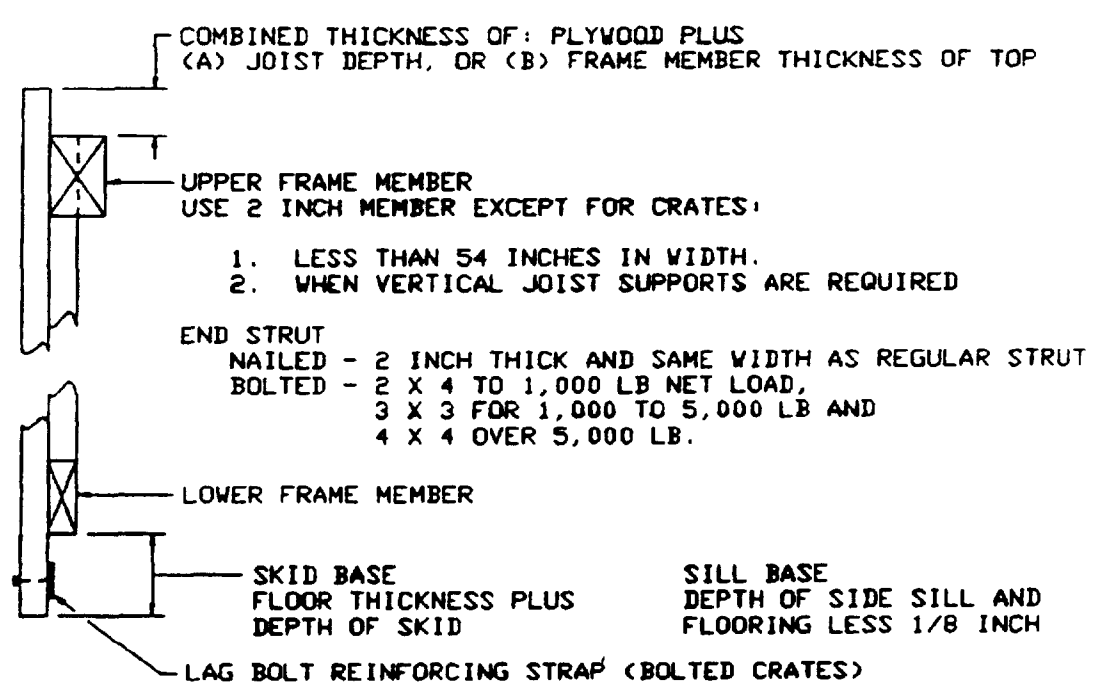 COMBINED THICKNESS OF: PLYWOOD PLUS
(A) JOIST DEPTH, OR (B) FRAME MEMBER THICKNESS OF TOP
UPPER FRAME MEMBER
USE 2 INCH MEMBER EXCEPT FOR CRATES:
1. LESS THAN 54 INCHES IN WIDTH.
2. WHEN VERTICAL JOIST SUPPORTS ARE REQUIRED
END STRUT
NAILED - 2 INCH THICK AND SAME WIDTH AS REGULAR STRUT
BOLTED - 2 X 4 TO 1,000 LB NET LOAD,
3 X 3 FOR 1,000 TO 5,000 LB AND
4 X 4 OVER 5,000 LB.
LOWER FRAME MEMBER
SKID BASE
FLOOR THICKNESS PLUS
DEPTH OF SKID
SILL BASE
DEPTH OF SIDE SILL AND
FLOORING LESS 1/8 INCH
LAG BOLT REINFORCING STRAP (BOLTED CRATES)